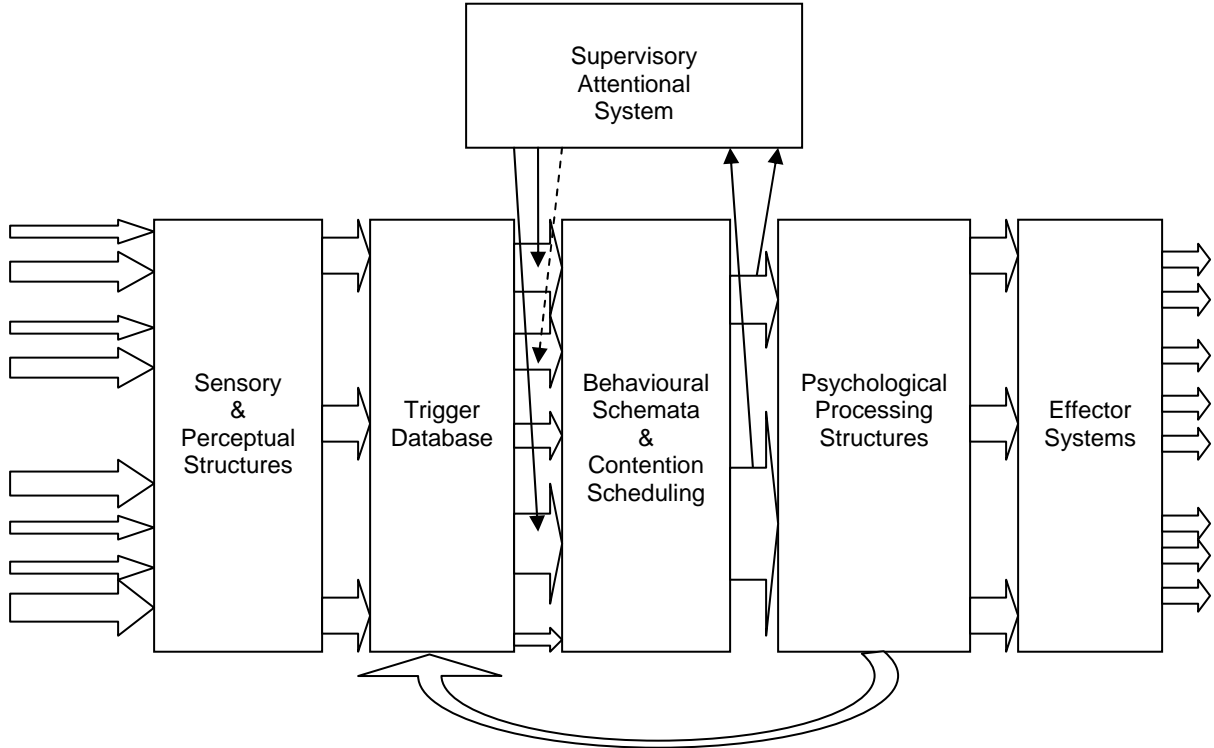 Supervisory
Attentional
System
Sensory
&
Perceptual
Structures
Trigger
Database
Behavioural
Schemata
&
Contention
Scheduling
Psychological
Processing
Structures
Effector
Systems